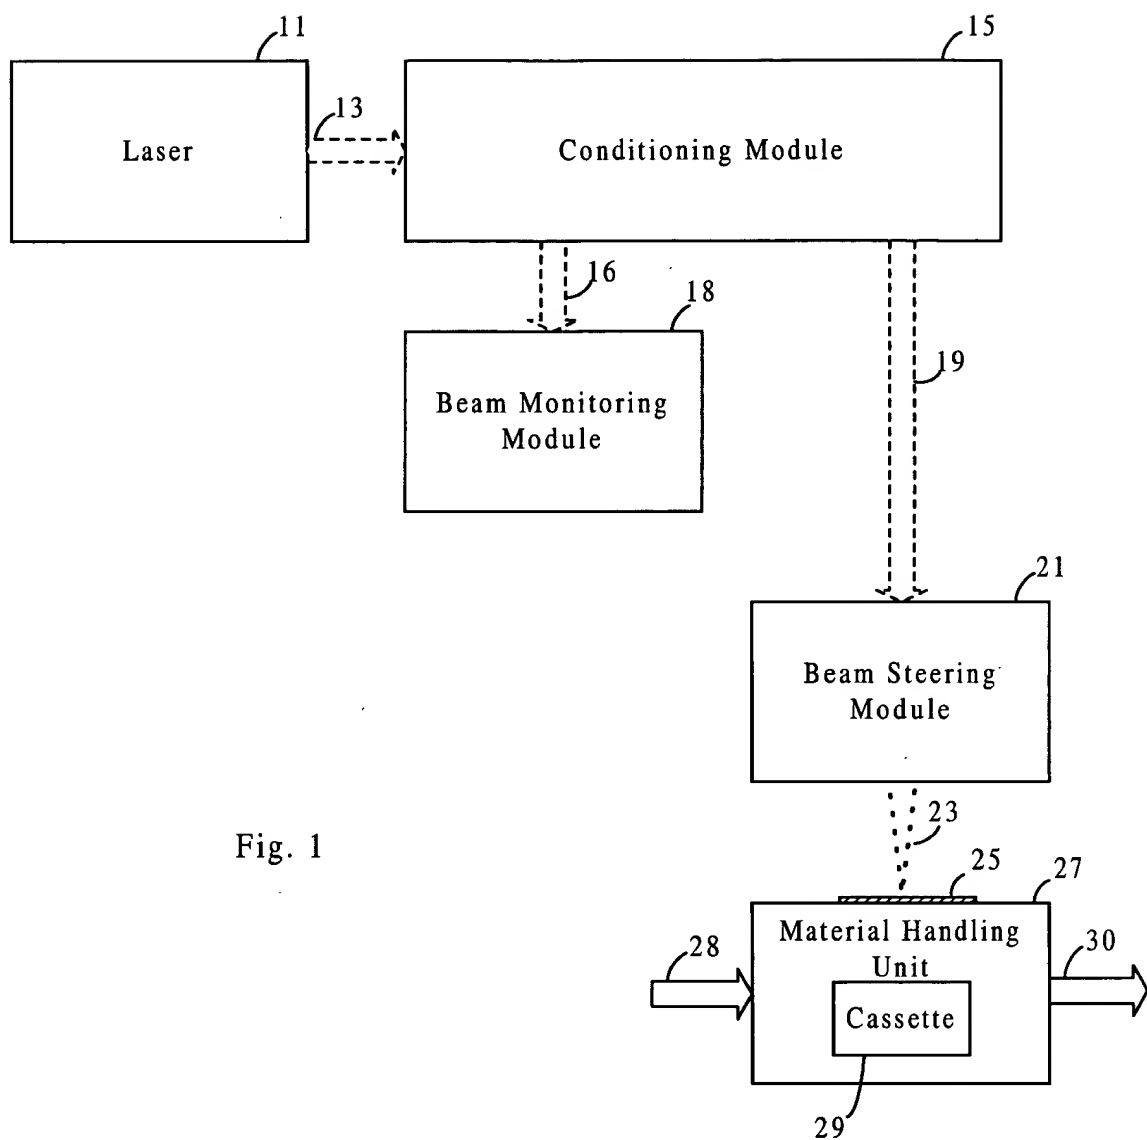 11
15
13
Laser
Conditioning Module
16
18
19
Beam Monitoring
Module
21
Beam Steering
Module
23
Fig. 1
25
27
Material Handling
Unit
28
30
Cassette
29